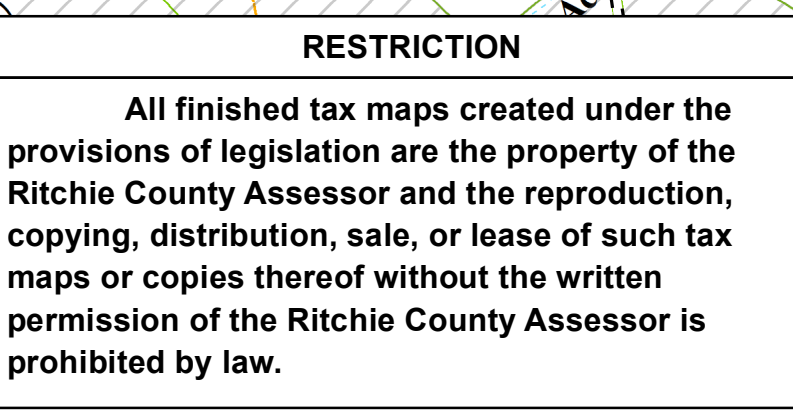 RESTRICTION
All finished tax maps created under the
provisions of legislation are the property of the
Ritchie County Assessor and the reproduction,
copying, distribution, sale, or lease of such tax
maps or copies thereof without the written
permission of the Ritchie County Assessor is
prohibited by law.